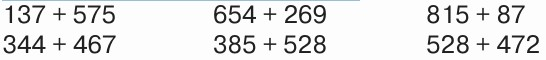 137 + 575 654 + 269 815 + 87
344 + 467 385 + 528 528 + 472